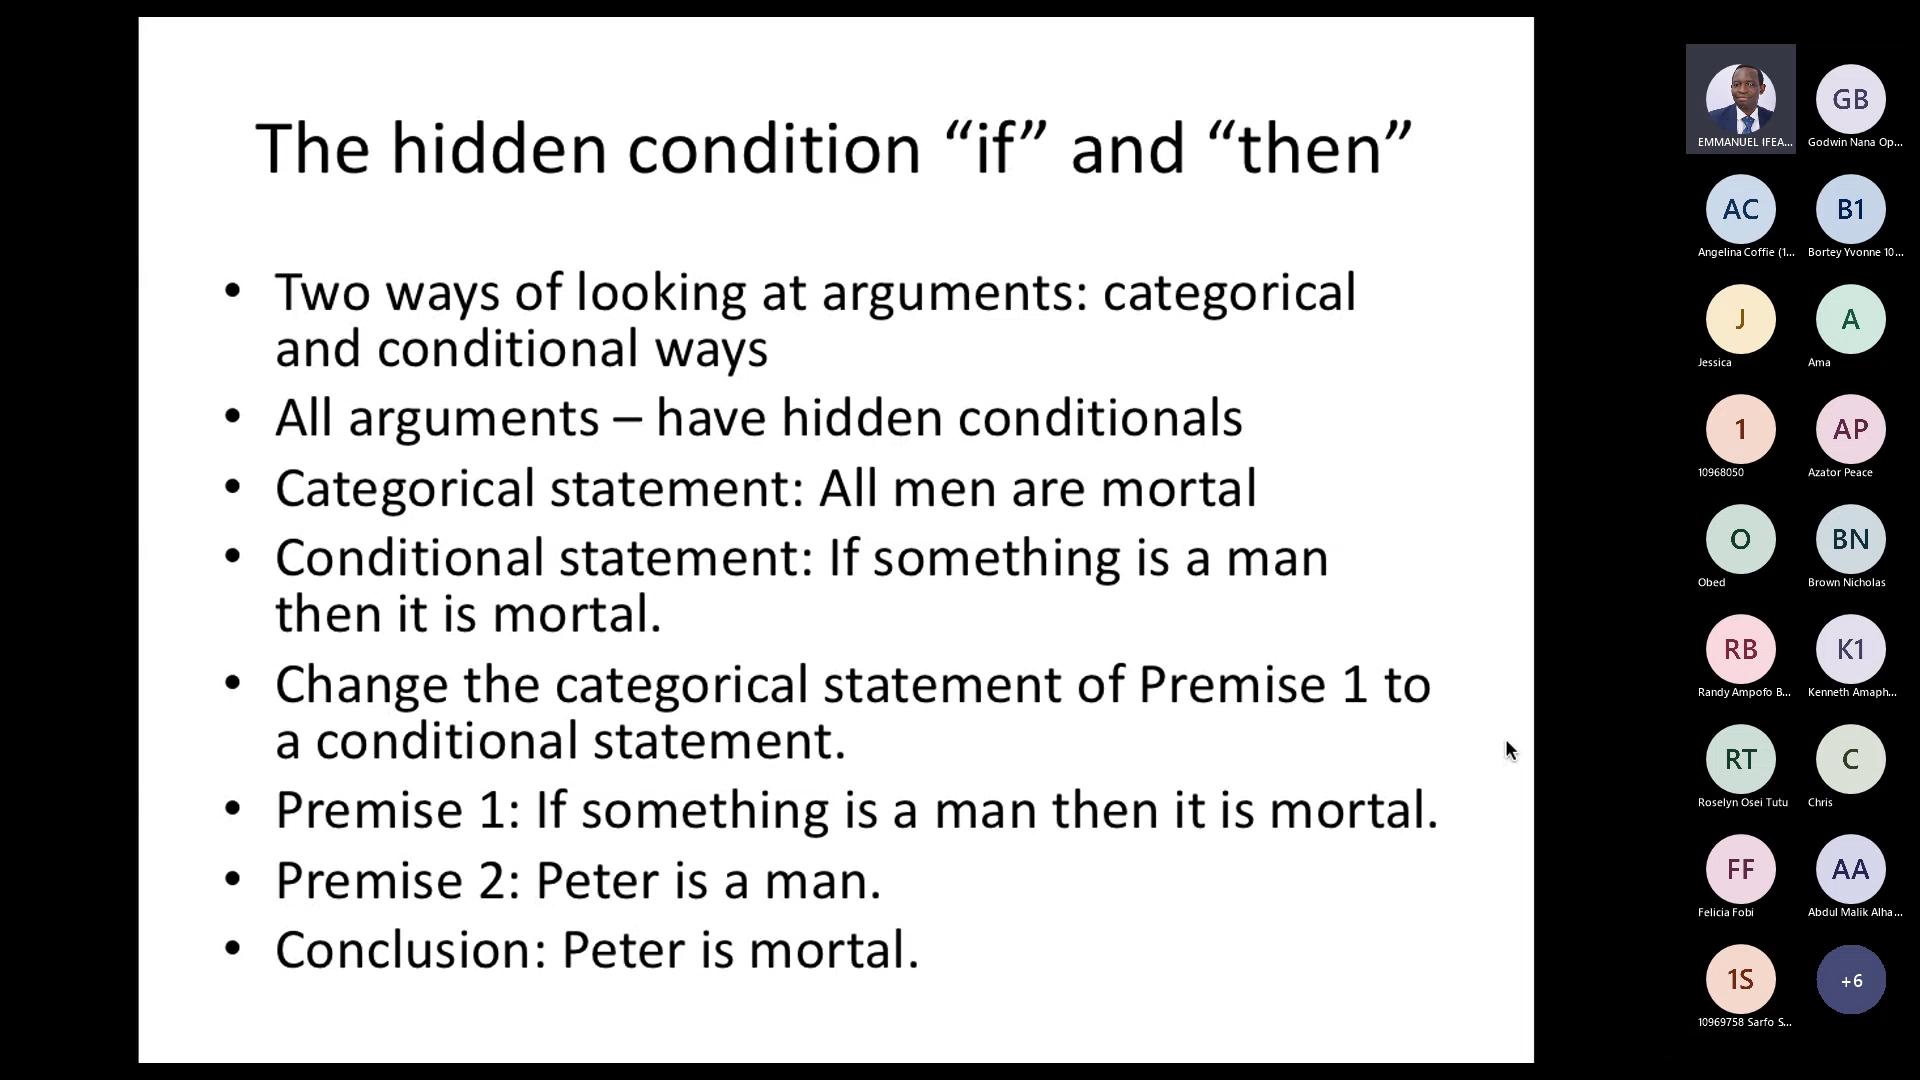 The hidden condition “if” and “then”
• Two ways of looking at arguments: categorical
and conditional ways
• All arguments – have hidden conditionals
• Categorical statement: All men are mortal
• Conditional statement: If something is a man
then it is mortal.
• Change the categorical statement of Premise 1 to
a conditional statement.
• Premise 1: If something is a man then it is mortal.
• Premise 2: Peter is a man.
• Conclusion: Peter is mortal.
EMMANUEL IFEA...
GB
Godwin Nana Op...
AC
Angelina Coffie (1...
B1
Bortey Yvonne 10...
J
Jessica
A
Ama
1
10968050
AP
Azator Peace
O
Obed
BN
Brown Nicholas
RB
Randy Ampofo B...
K1
Kenneth Amaph...
RT
Roselyn Osei Tutu
C
Chris
FF
Felicia Fobi
AA
Abdul Malik Alha...
1S
10969758 Sarfo S...
+6